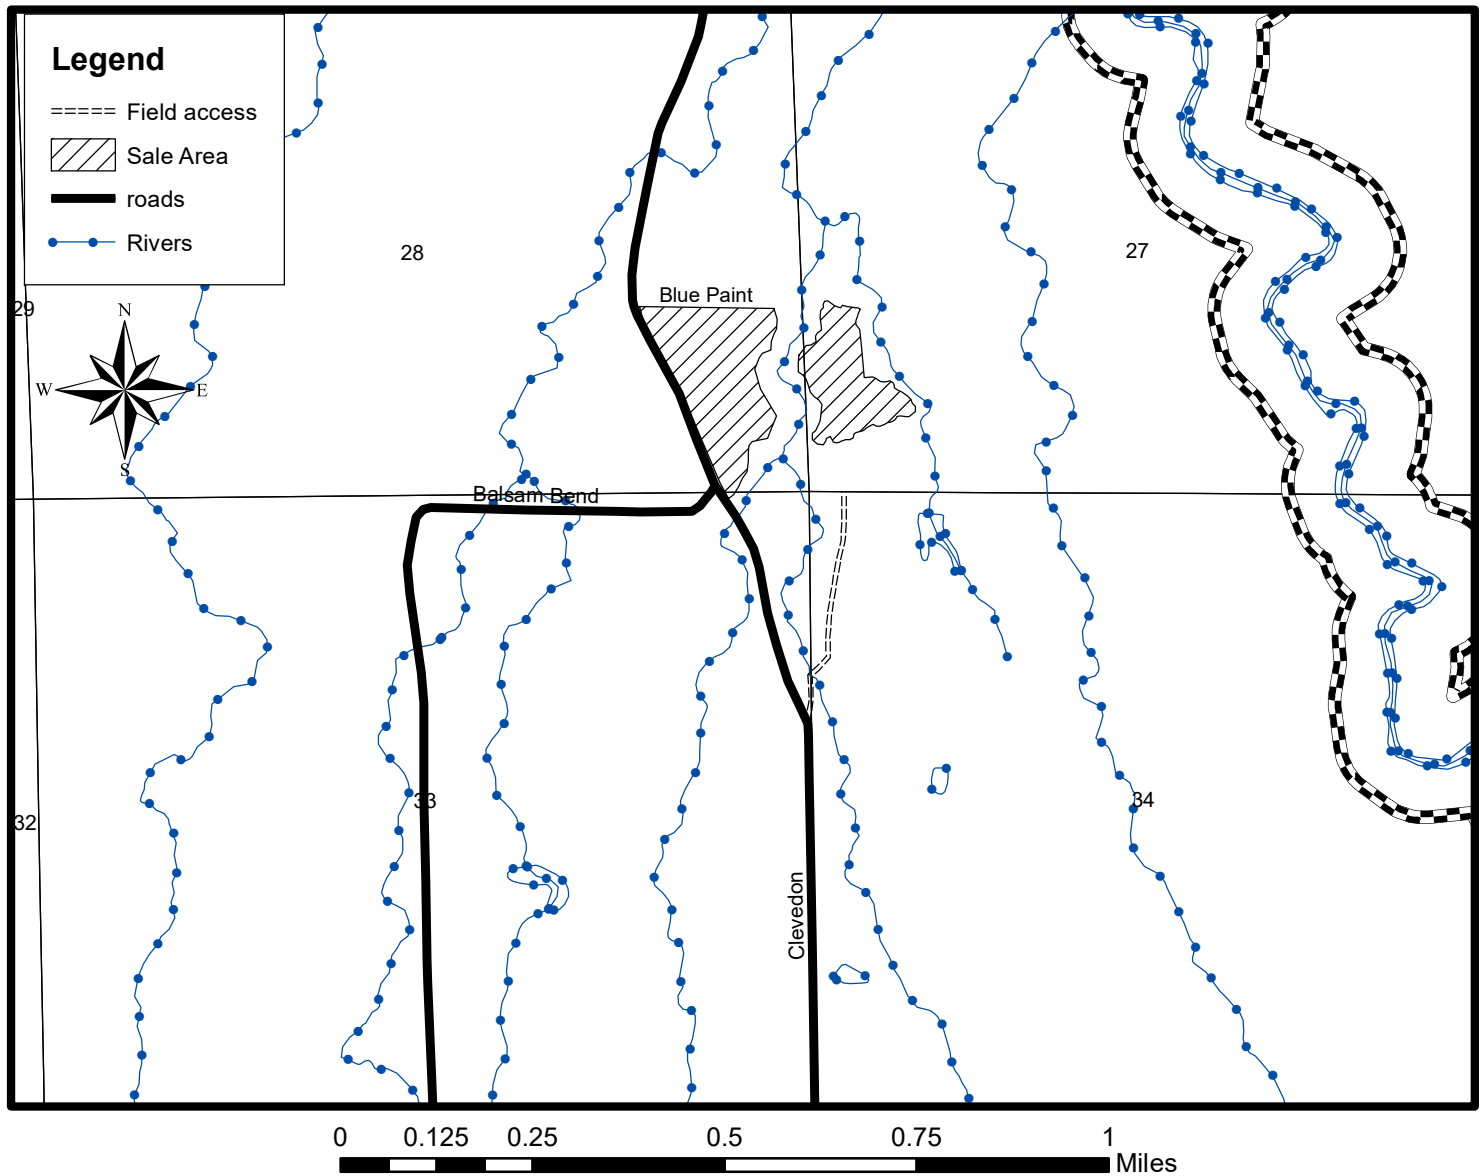 Legend
Field access
Sale Area
roads
Rivers
28
27
29
N
Blue Paint
W
E
S
Balsam Bend
33
34
32
Clevedon
0 0.125 0.25 0.5 0.75 1
Miles